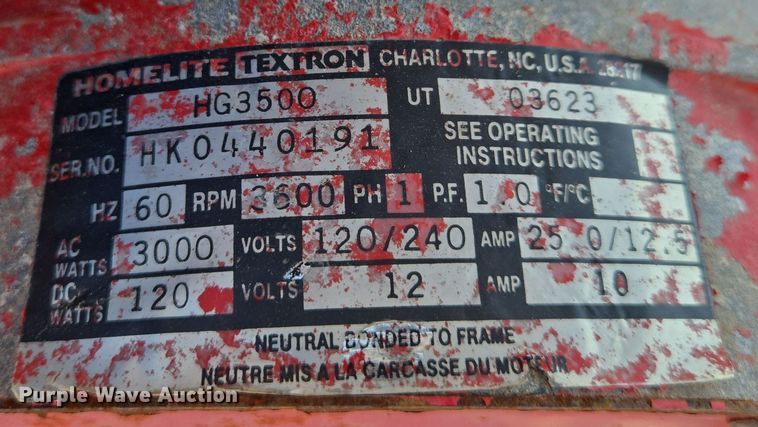 HOMELITE TEXTRON CHARLOTTE, NC, U.S.A. 28217
MODEL HG3500 UT 03623
SER.NO. HK0440191 SEE OPERATING
INSTRUCTIONS
HZ 60 RPM 3600 PH 1 P.F. 1.0 °F/°C
AC WATTS 3000 VOLTS 120/240 AMP 25.0/12.5
DC WATTS 120 VOLTS 12 AMP 10
NEUTRAL BONDED TO FRAME
NEUTRE MIS A LA CARCASSE DU MOTEUR
Purple Wave Auction